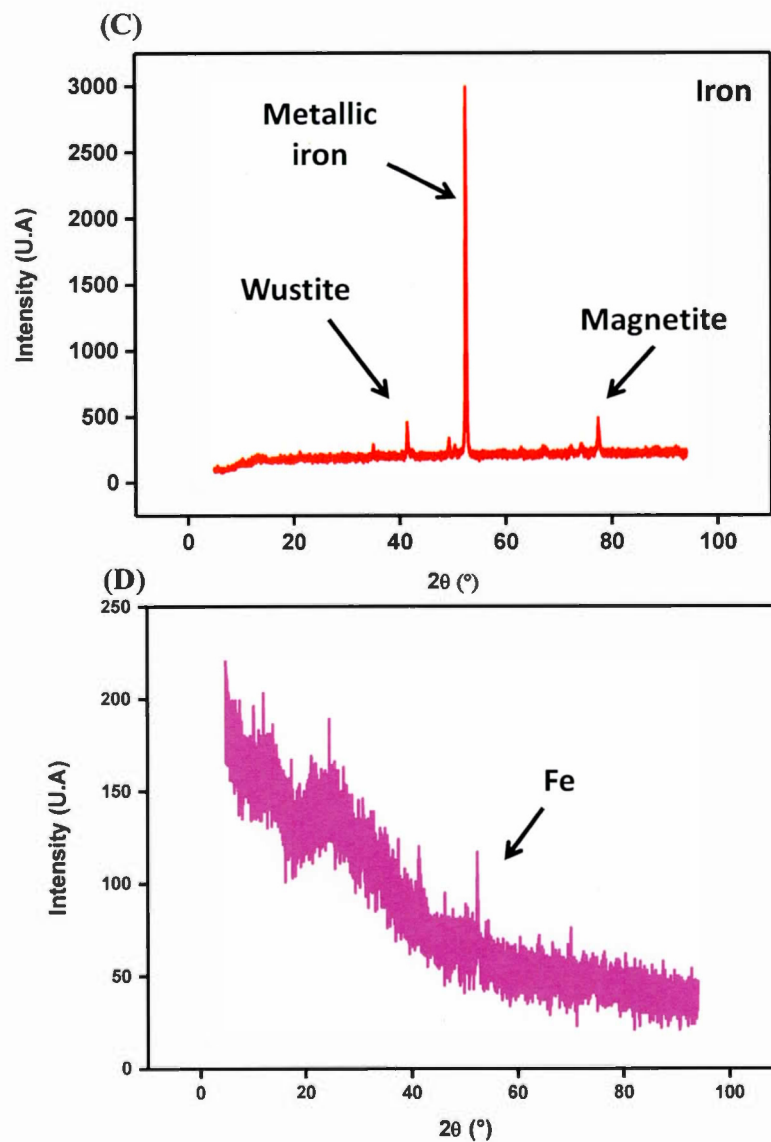 (C)
Iron
3000
Metallic
iron
2500
2000
Wustite
1500
Magnetite
1000
500
0
Intensity (U.A)
0 20 40 60 80 100
2θ (°)
(D)
250
200
Fe
150
100
50
0
Intensity (U.A)
0 20 40 60 80 100
2θ (°)